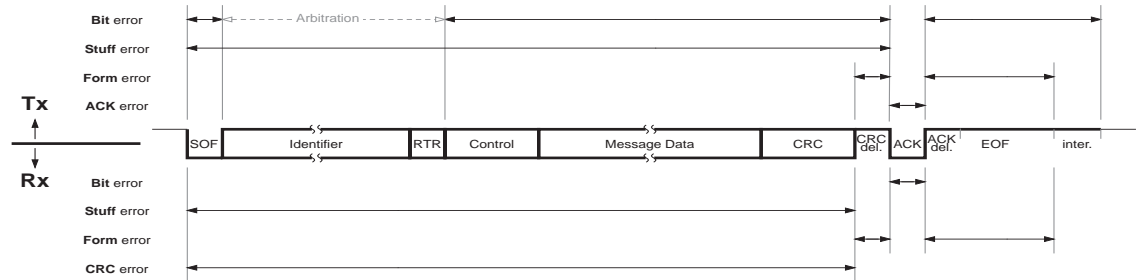 Bit error
Arbitration
Stuff error
Form error
ACK error
Tx
SOF
Identifier
RTR
Control
Message Data
CRC
CRC del.
ACK
ACK del.
EOF
inter.
Rx
Bit error
Stuff error
Form error
CRC error